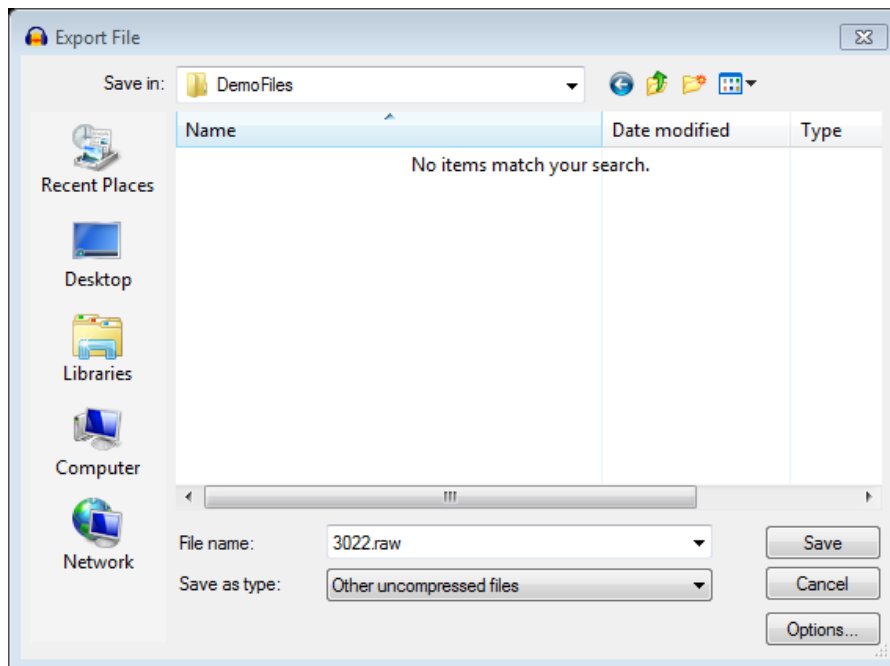 Export File
Save in: DemoFiles
Name Date modified Type
No items match your search.
Recent Places
Desktop
Libraries
Computer
Network
File name: 3022.raw Save
Save as type: Other uncompressed files Cancel
Options...